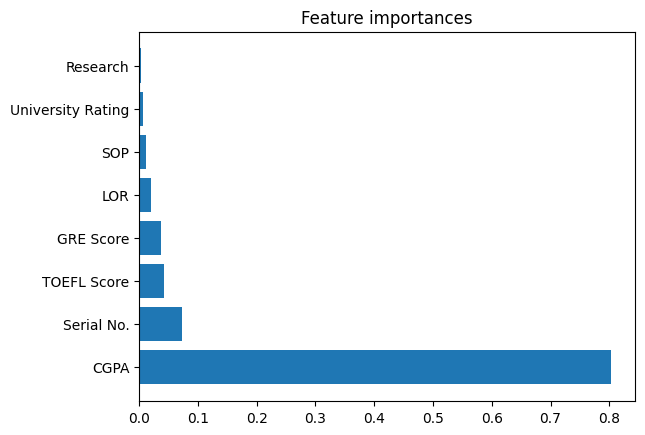 Feature importances
Research
University Rating
SOP
LOR
GRE Score
TOEFL Score
Serial No.
CGPA
0.0 0.1 0.2 0.3 0.4 0.5 0.6 0.7 0.8